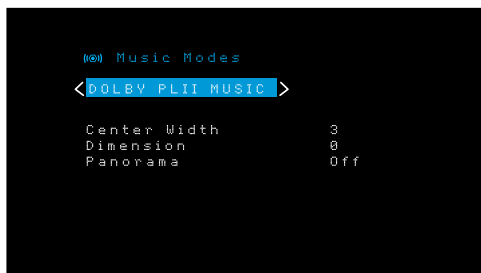 Music Modes
DOLBY PLII MUSIC
Center Width 3
Dimension 0
Panorama Off